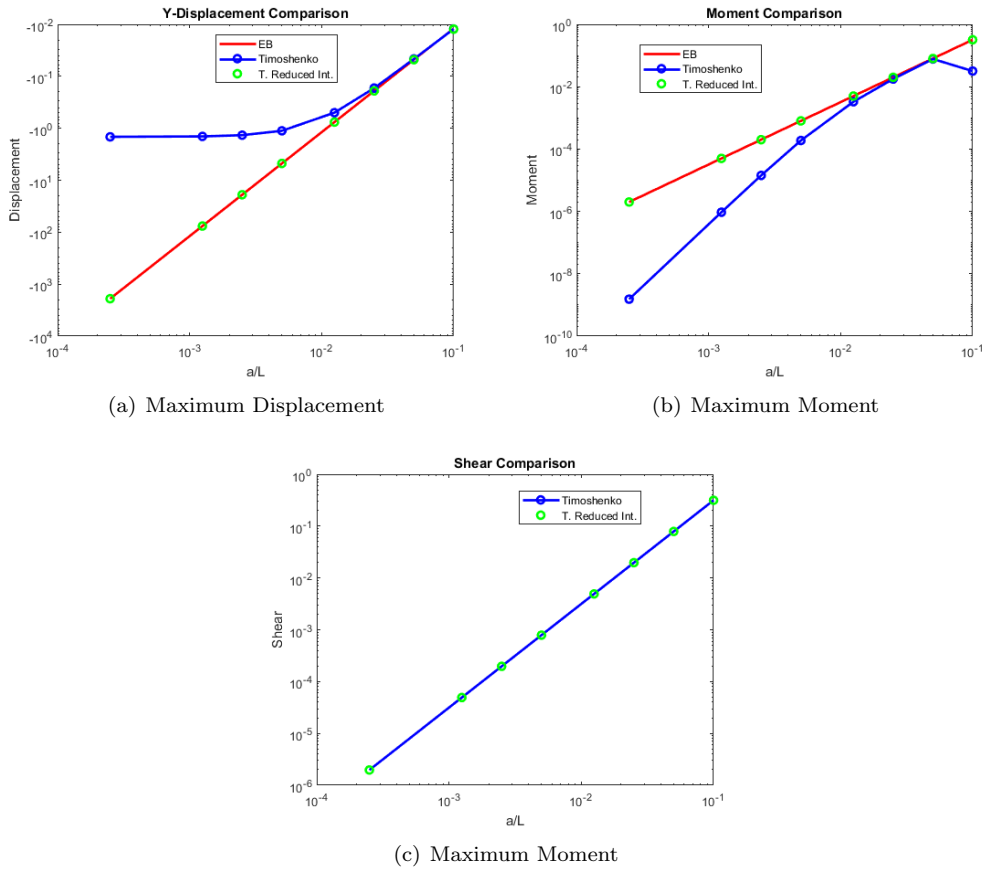 Y-Displacement Comparison
EB
Timoshenko
T. Reduced Int.
-10^-2
-10^-1
-10^0
-10^1
-10^2
-10^3
-10^4
Displacement
10^-4
10^-3
10^-2
10^-1
a/L
(a) Maximum Displacement
Moment Comparison
EB
Timoshenko
T. Reduced Int.
10^0
10^-2
10^-4
10^-6
10^-8
10^-10
Moment
10^-4
10^-3
10^-2
10^-1
a/L
(b) Maximum Moment
Shear Comparison
Timoshenko
T. Reduced Int.
10^0
10^-1
10^-2
10^-3
10^-4
10^-5
10^-6
Shear
10^-4
10^-3
10^-2
10^-1
a/L
(c) Maximum Moment